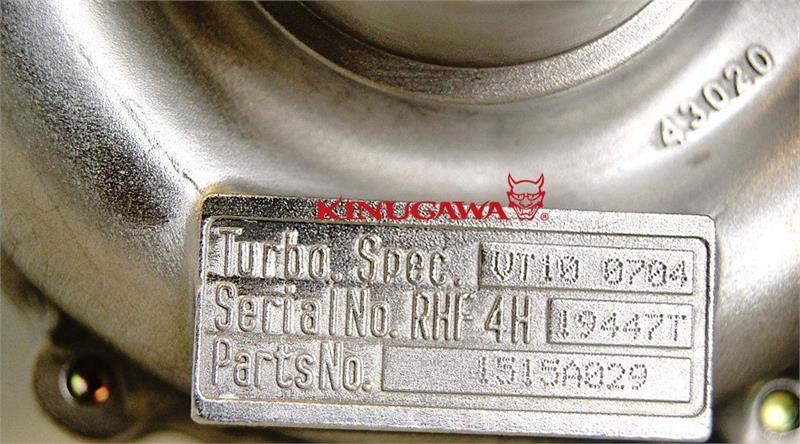 43020
KINUGAWA®
Turbo. Spec. VT10 0704
Serial No. RHF 4H 19447T
Parts No. 1515A029